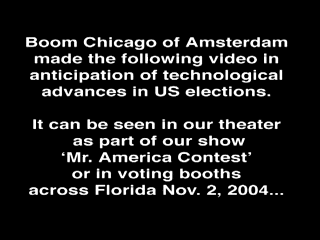 Boom Chicago of Amsterdam
made the following video in
anticipation of technological
advances in US elections.
It can be seen in our theater
as part of our show
‘Mr. America Contest’
or in voting booths
across Florida Nov. 2, 2004...